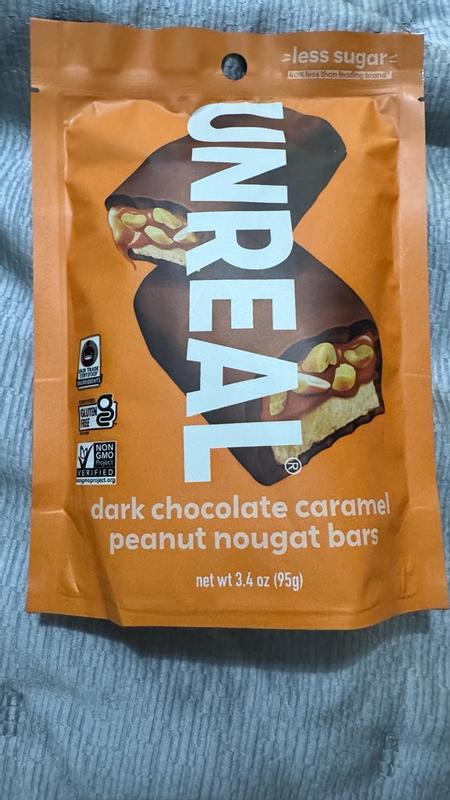 less sugar
40% less than leading brand*
UNREAL®
FAIR TRADE
CERTIFIED
INGREDIENTS
GLUTEN
FREE
NON
GMO
Project
VERIFIED
nongmoproject.org
dark chocolate caramel
peanut nougat bars
net wt 3.4 oz (95g)